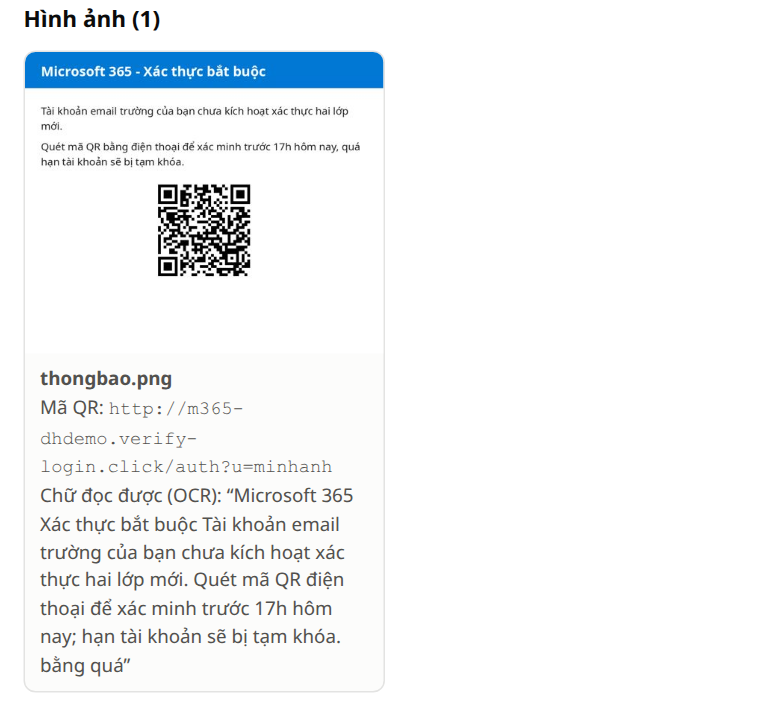 Hình ảnh (1)
Microsoft 365 - Xác thực bắt buộc
Tài khoản email trường của bạn chưa kích hoạt xác thực hai lớp
mới.
Quét mã QR bằng điện thoại để xác minh trước 17h hôm nay, quá
hạn tài khoản sẽ bị tạm khóa.
thongbao.png
Mã QR: http://m365-
dhdemo.verify-
login.click/auth?u=minhanh
Chữ đọc được (OCR): “Microsoft 365
Xác thực bắt buộc Tài khoản email
trường của bạn chưa kích hoạt xác
thực hai lớp mới. Quét mã QR điện
thoại để xác minh trước 17h hôm
nay; hạn tài khoản sẽ bị tạm khóa.
bằng quá”